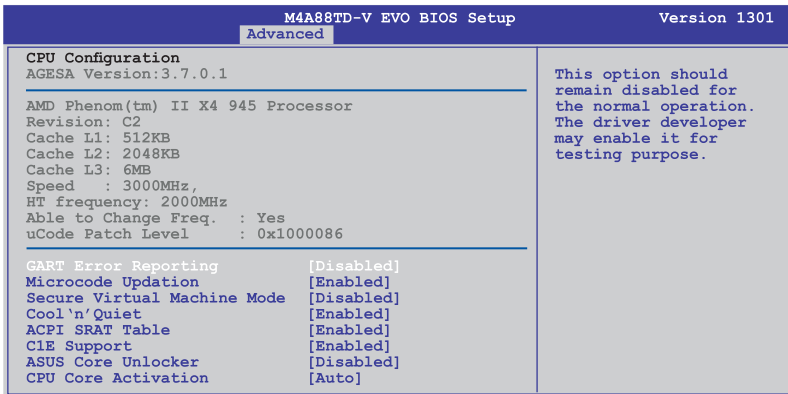 M4A88TD-V EVO BIOS Setup Version 1301
Advanced
CPU Configuration
AGESA Version:3.7.0.1
AMD Phenom(tm) II X4 945 Processor
Revision: C2
Cache L1: 512KB
Cache L2: 2048KB
Cache L3: 6MB
Speed : 3000MHz,
HT frequency: 2000MHz
Able to Change Freq. : Yes
uCode Patch Level : 0x1000086
GART Error Reporting [Disabled]
Microcode Updation [Enabled]
Secure Virtual Machine Mode [Disabled]
Cool‘n’Quiet [Enabled]
ACPI SRAT Table [Enabled]
C1E Support [Enabled]
ASUS Core Unlocker [Disabled]
CPU Core Activation [Auto]
This option should
remain disabled for
the normal operation.
The driver developer
may enable it for
testing purpose.